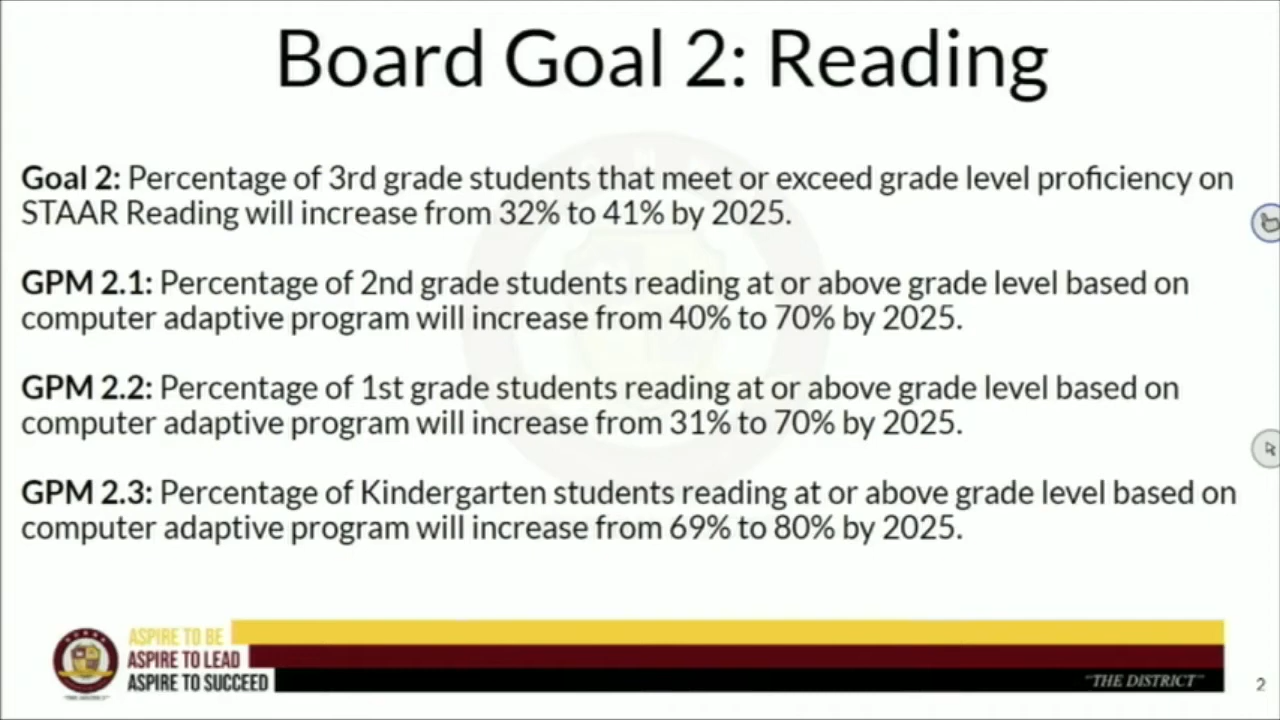 Board Goal 2: Reading
Goal 2: Percentage of 3rd grade students that meet or exceed grade level proficiency on
STAAR Reading will increase from 32% to 41% by 2025.
GPM 2.1: Percentage of 2nd grade students reading at or above grade level based on
computer adaptive program will increase from 40% to 70% by 2025.
GPM 2.2: Percentage of 1st grade students reading at or above grade level based on
computer adaptive program will increase from 31% to 70% by 2025.
GPM 2.3: Percentage of Kindergarten students reading at or above grade level based on
computer adaptive program will increase from 69% to 80% by 2025.
ASPIRE TO BE
ASPIRE TO LEAD
ASPIRE TO SUCCEED
"THE DISTRICT"
2